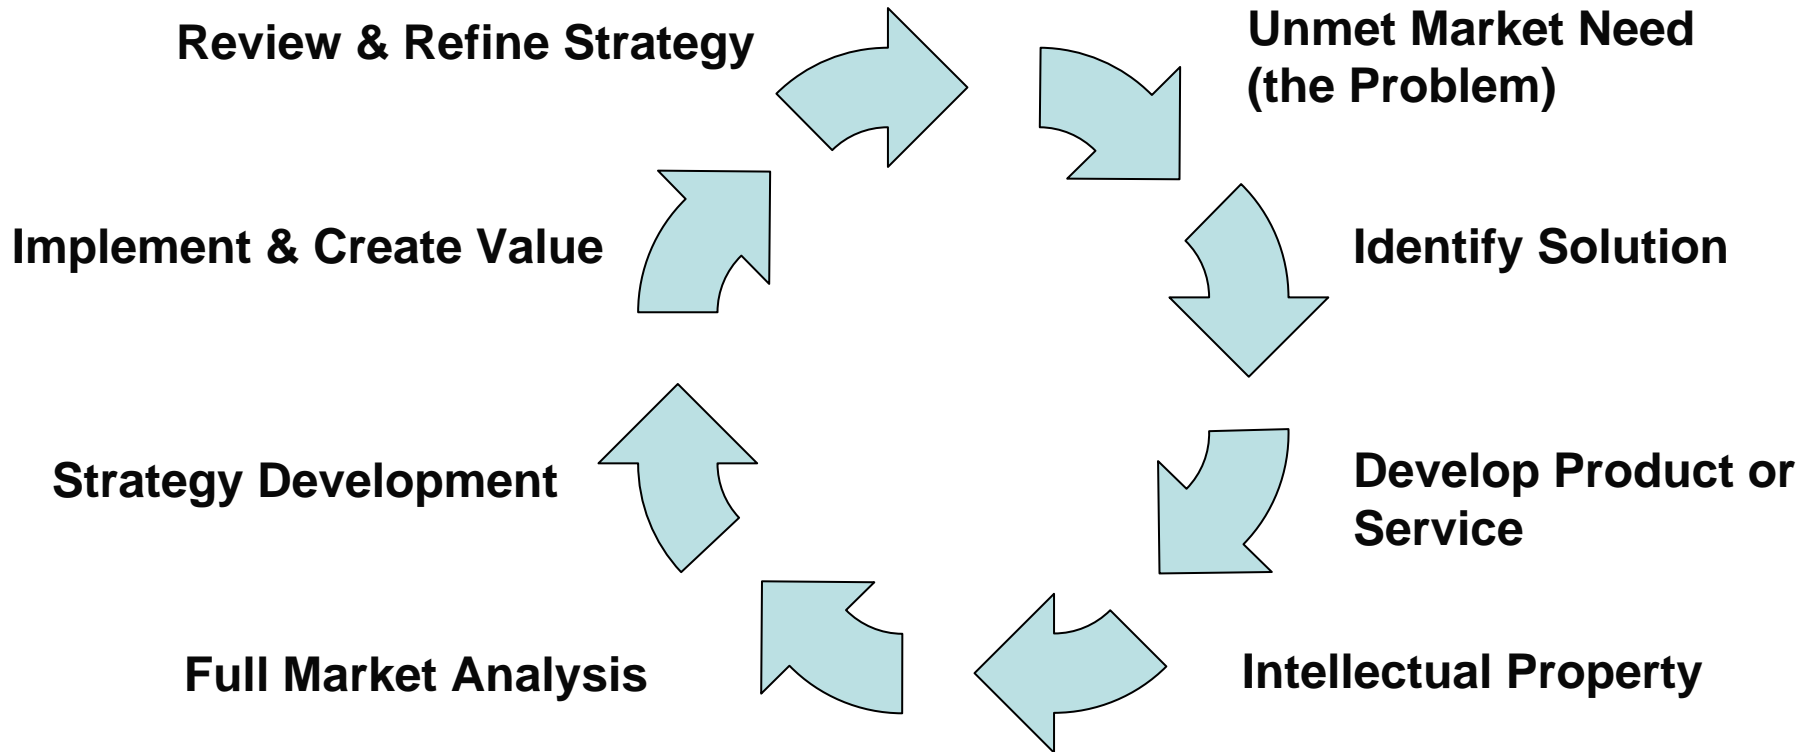 Review & Refine Strategy
Unmet Market Need
(the Problem)
Implement & Create Value
Identify Solution
Strategy Development
Develop Product or
Service
Full Market Analysis
Intellectual Property